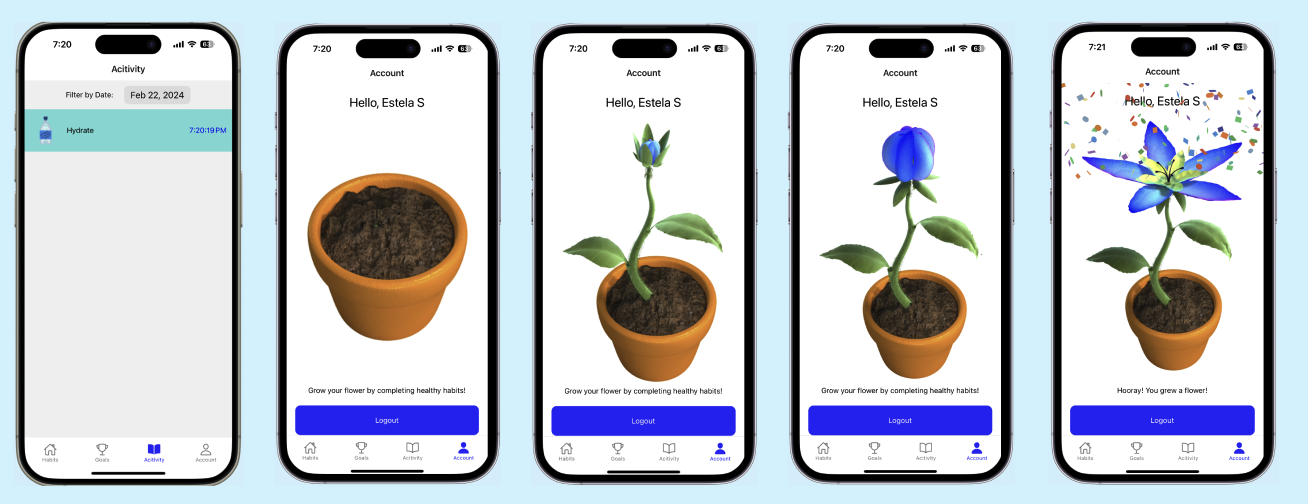 7:20
Acitivity
Filter by Date: Feb 22, 2024
Hydrate 7:20:19 PM
Habits Goals Acitivity Account
7:20
Account
Hello, Estela S
Grow your flower by completing healthy habits!
Logout
Habits Goals Acitivity Account
7:20
Account
Hello, Estela S
Grow your flower by completing healthy habits!
Logout
Habits Goals Acitivity Account
7:20
Account
Hello, Estela S
Grow your flower by completing healthy habits!
Logout
Habits Goals Acitivity Account
7:21
Account
Hello, Estela S
Hooray! You grew a flower!
Logout
Habits Goals Acitivity Account